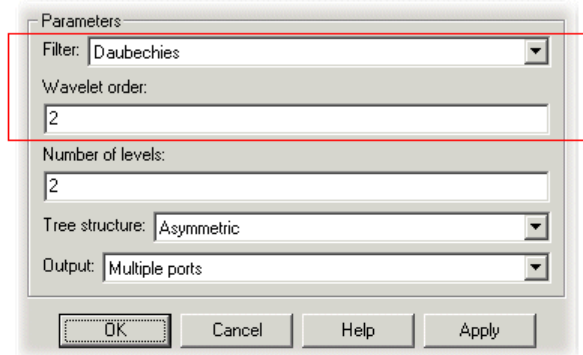 Parameters
Filter: Daubechies
Wavelet order:
2
Number of levels:
2
Tree structure: Asymmetric
Output: Multiple ports
OK Cancel Help Apply